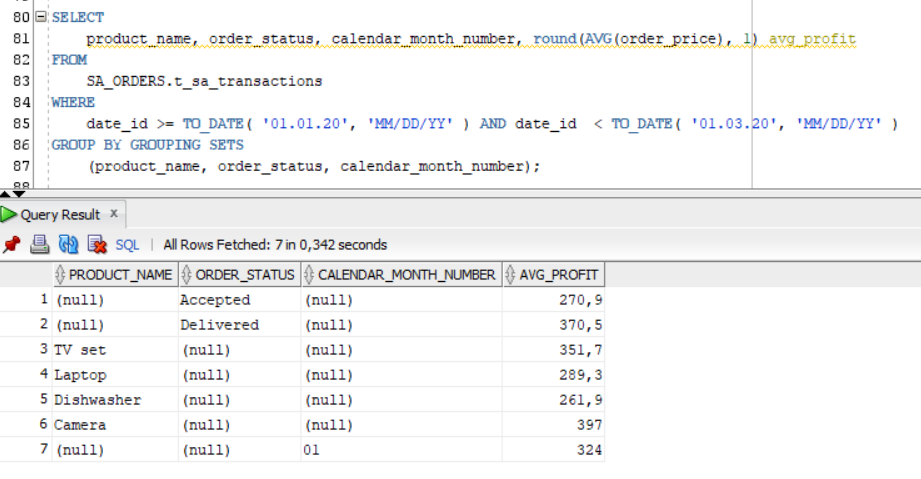 80 SELECT
81 product_name, order_status, calendar_month_number, round(AVG(order_price), 1) avg_profit
82 FROM
83 SA_ORDERS.t_sa_transactions
84 WHERE
85 date_id >= TO_DATE( '01.01.20', 'MM/DD/YY' ) AND date_id < TO_DATE( '01.03.20', 'MM/DD/YY' )
86 GROUP BY GROUPING SETS
87 (product_name, order_status, calendar_month_number);
88
Query Result x
SQL | All Rows Fetched: 7 in 0,342 seconds
PRODUCT_NAME ORDER_STATUS CALENDAR_MONTH_NUMBER AVG_PROFIT
1 (null) Accepted (null) 270,9
2 (null) Delivered (null) 370,5
3 TV set (null) (null) 351,7
4 Laptop (null) (null) 289,3
5 Dishwasher (null) (null) 261,9
6 Camera (null) (null) 397
7 (null) (null) 01 324